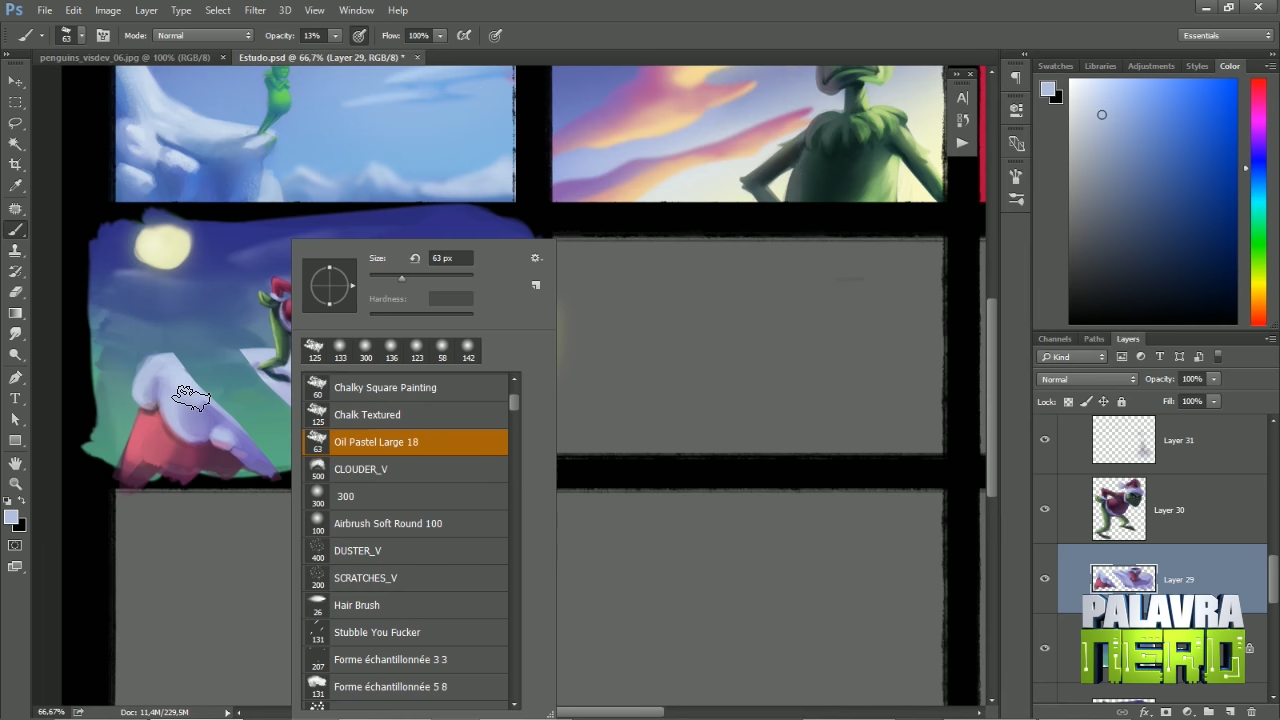 Ps File Edit Image Layer Type Select Filter 3D View Window Help
63 Mode: Normal Opacity: 13% Flow: 100% Essentials
penguins_visdev_06.jpg @ 100% (RGB/8) × Estudo.psd @ 66,7% (Layer 29, RGB/8) * ×
Swatches Libraries Adjustments Styles Color
Size: 63 px
Hardness:
125 133 300 136 123 58 142
60 Chalky Square Painting
125 Chalk Textured
63 Oil Pastel Large 18
500 CLOUDER_V
300 300
100 Airbrush Soft Round 100
400 DUSTER_V
200 SCRATCHES_V
26 Hair Brush
131 Stubble You Fucker
207 Forme échantillonnée 3 3
131 Forme échantillonnée 5 8
Channels Paths Layers
Kind
Normal Opacity: 100%
Lock: Fill: 100%
Layer 31
Layer 30
Layer 29
PALAVRA
NERD
66,67% Doc: 11,4M/229,5M